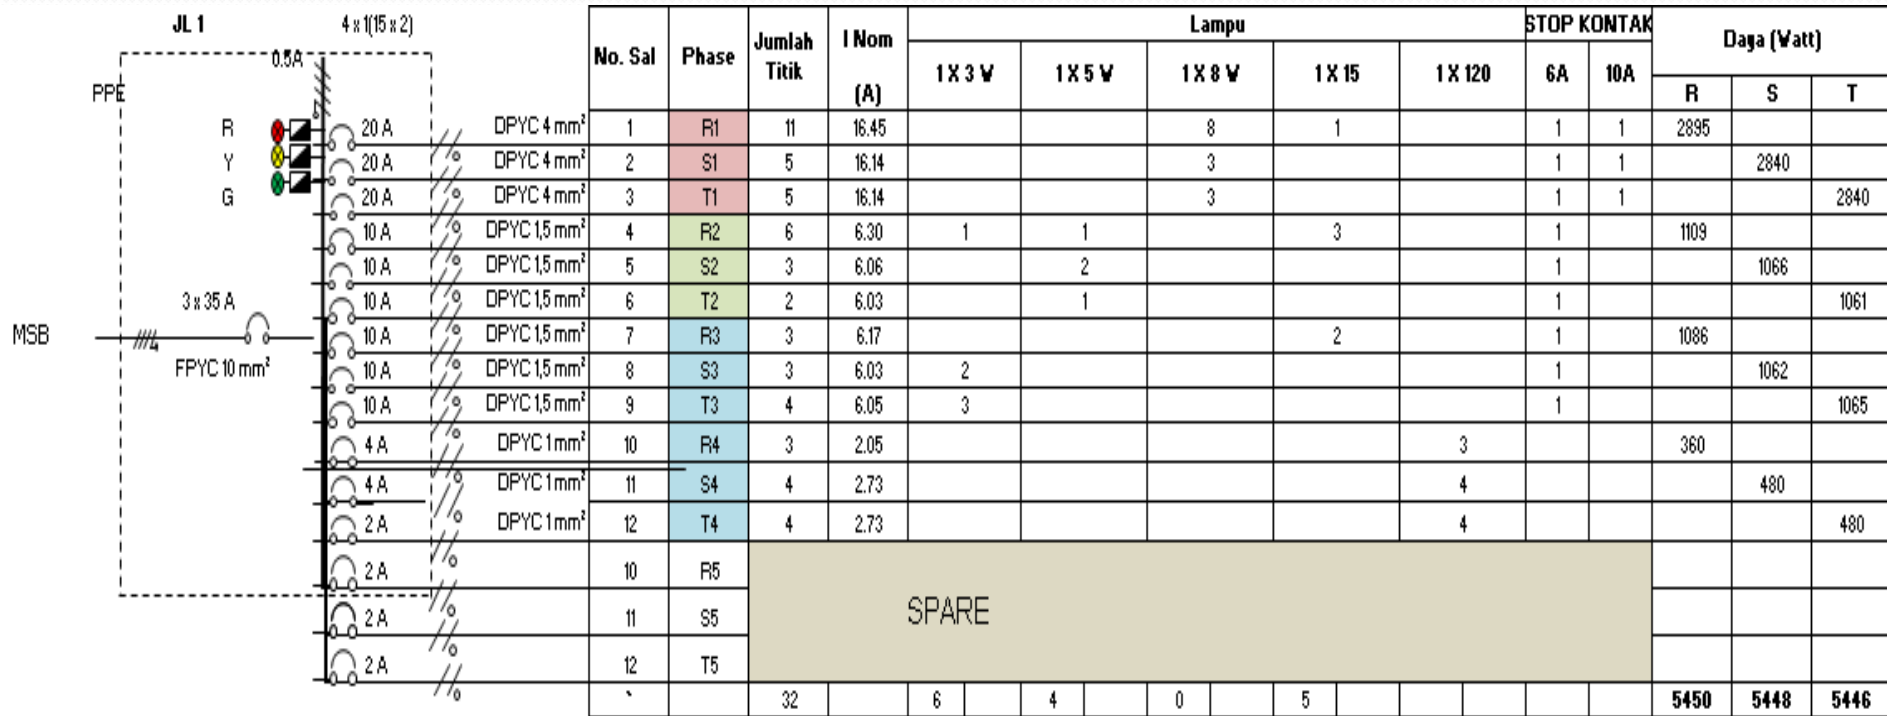 JL 1 4 x 1(15 x 2)
0.5A
PPE
R
Y
G
3 x 35 A
MSB
FPYC 10 mm²
No. Sal Phase Jumlah Titik I Nom (A) Lampu STOP KONTAK Daya (Watt)
1 X 3 W 1 X 5 W 1 X 8 W 1 X 15 1 X 120 6A 10A R S T
20 A DPYC 4 mm² 1 R1 11 16.45 8 1 1 1 2895
20 A DPYC 4 mm² 2 S1 5 16.14 3 1 1 2840
20 A DPYC 4 mm² 3 T1 5 16.14 3 1 1 2840
10 A DPYC 1,5 mm² 4 R2 6 6.30 1 1 3 1 1109
10 A DPYC 1,5 mm² 5 S2 3 6.06 2 1 1066
10 A DPYC 1,5 mm² 6 T2 2 6.03 1 1 1061
10 A DPYC 1,5 mm² 7 R3 3 6.17 2 1 1086
10 A DPYC 1,5 mm² 8 S3 3 6.03 2 1 1062
10 A DPYC 1,5 mm² 9 T3 4 6.05 3 1 1065
4 A DPYC 1 mm² 10 R4 3 2.05 3 360
4 A DPYC 1 mm² 11 S4 4 2.73 4 480
2 A DPYC 1 mm² 12 T4 4 2.73 4 480
2 A 10 R5
2 A 11 S5
2 A 12 T5
SPARE
` 32 6 4 0 5 5450 5448 5446